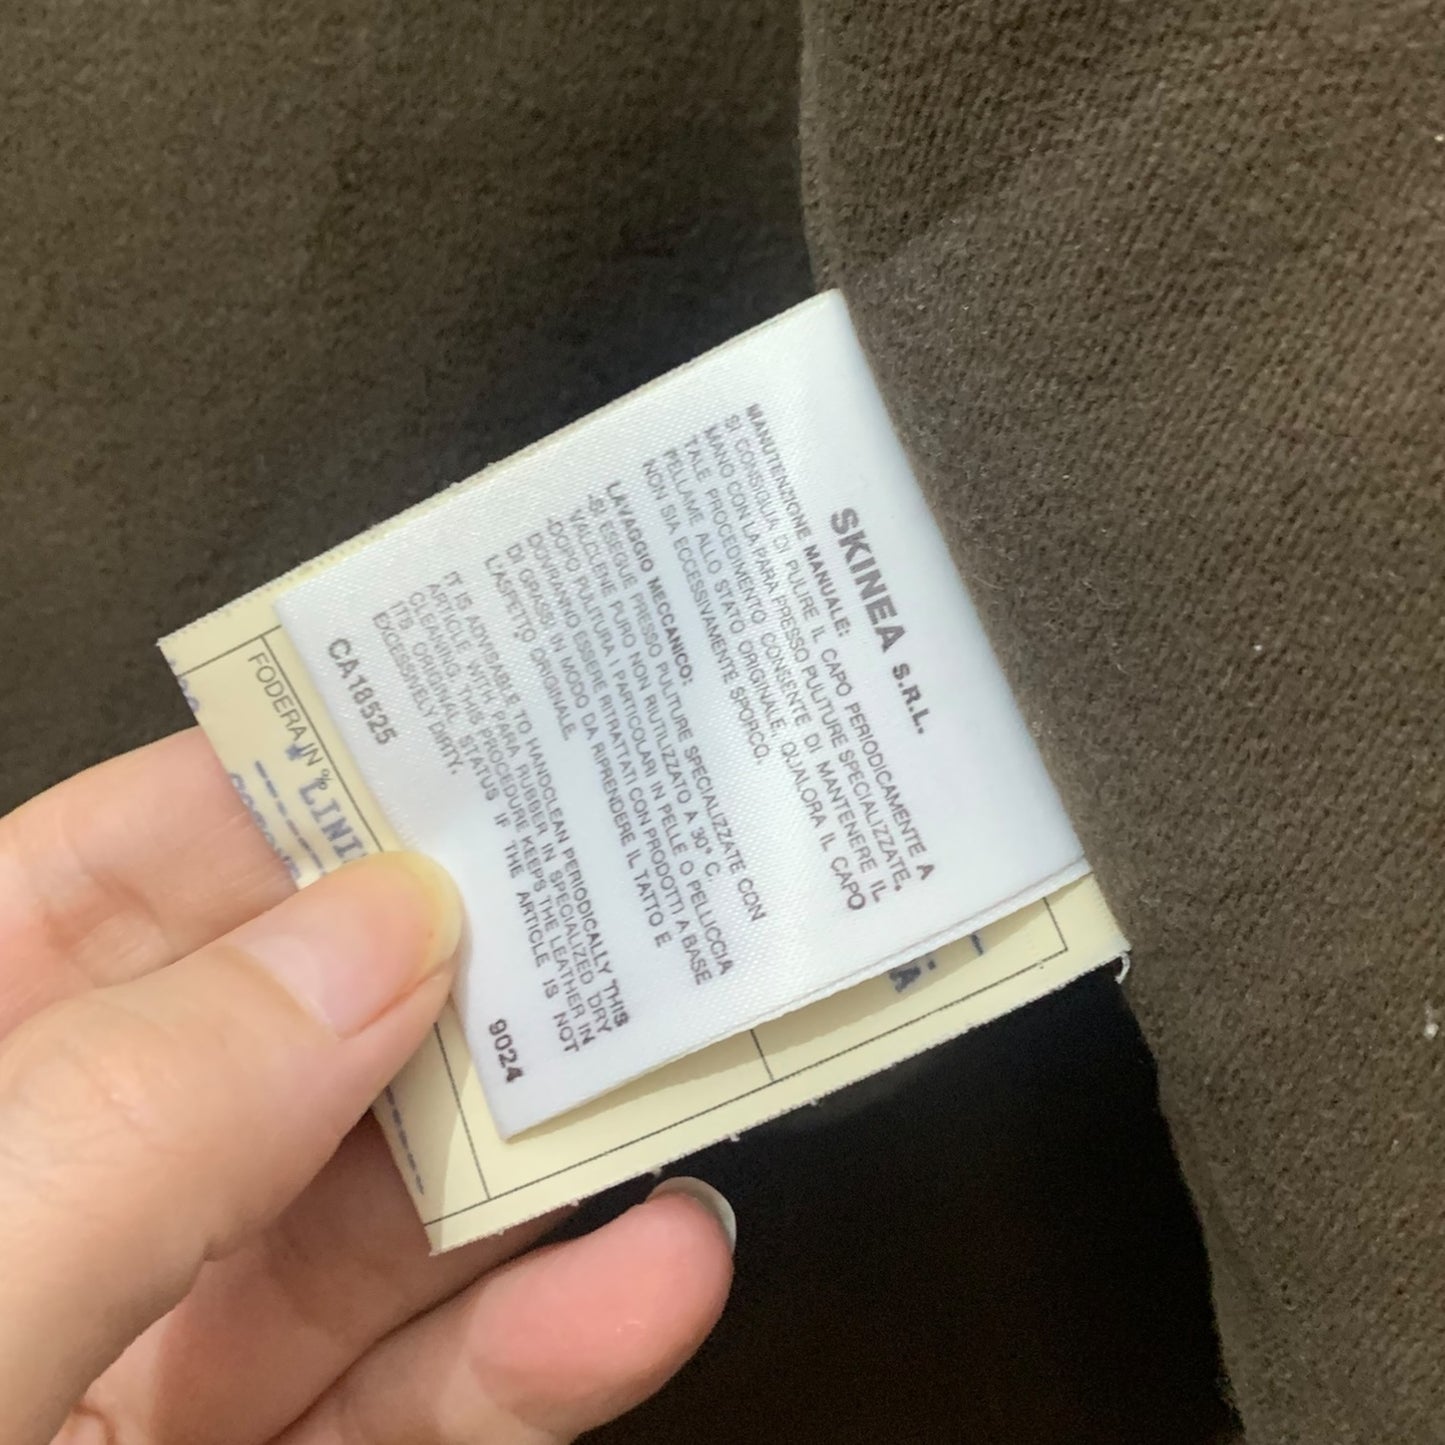 SKINEA S.R.L.
MANUTENZIONE MANUALE:
SI CONSIGLIA DI PULIRE IL CAPO PERIODICAMENTE A
MANO CON LA PARA PRESSO PULITURE SPECIALIZZATE.
TALE PROCEDIMENTO CONSENTE DI MANTENERE IL
PELLAME ALLO STATO ORIGINALE, QUALORA IL CAPO
NON SIA ECCESSIVAMENTE SPORCO.
LAVAGGIO MECCANICO:
-SI ESEGUE PRESSO PULITURE SPECIALIZZATE CON
VALCLENE PURO NON RIUTILIZZATO A 30° C.
-DOPO PULITURA I PARTICOLARI IN PELLE O PELLICCIA
DOVRANNO ESSERE RITRATTATI CON PRODOTTI A BASE
DI GRASSI IN MODO DA RIPRENDERE IL TATTO E
L'ASPETTO ORIGINALE.
IT IS ADVISABLE TO HANDCLEAN PERIODICALLY THIS
ARTICLE WITH PARA RUBBER IN SPECIALIZED DRY
CLEANING. THIS PROCEDURE KEEPS THE LEATHER IN
ITS ORIGINAL STATUS IF THE ARTICLE IS NOT
EXCESSIVELY DIRTY.
CA18525 9024
FODERA IN %